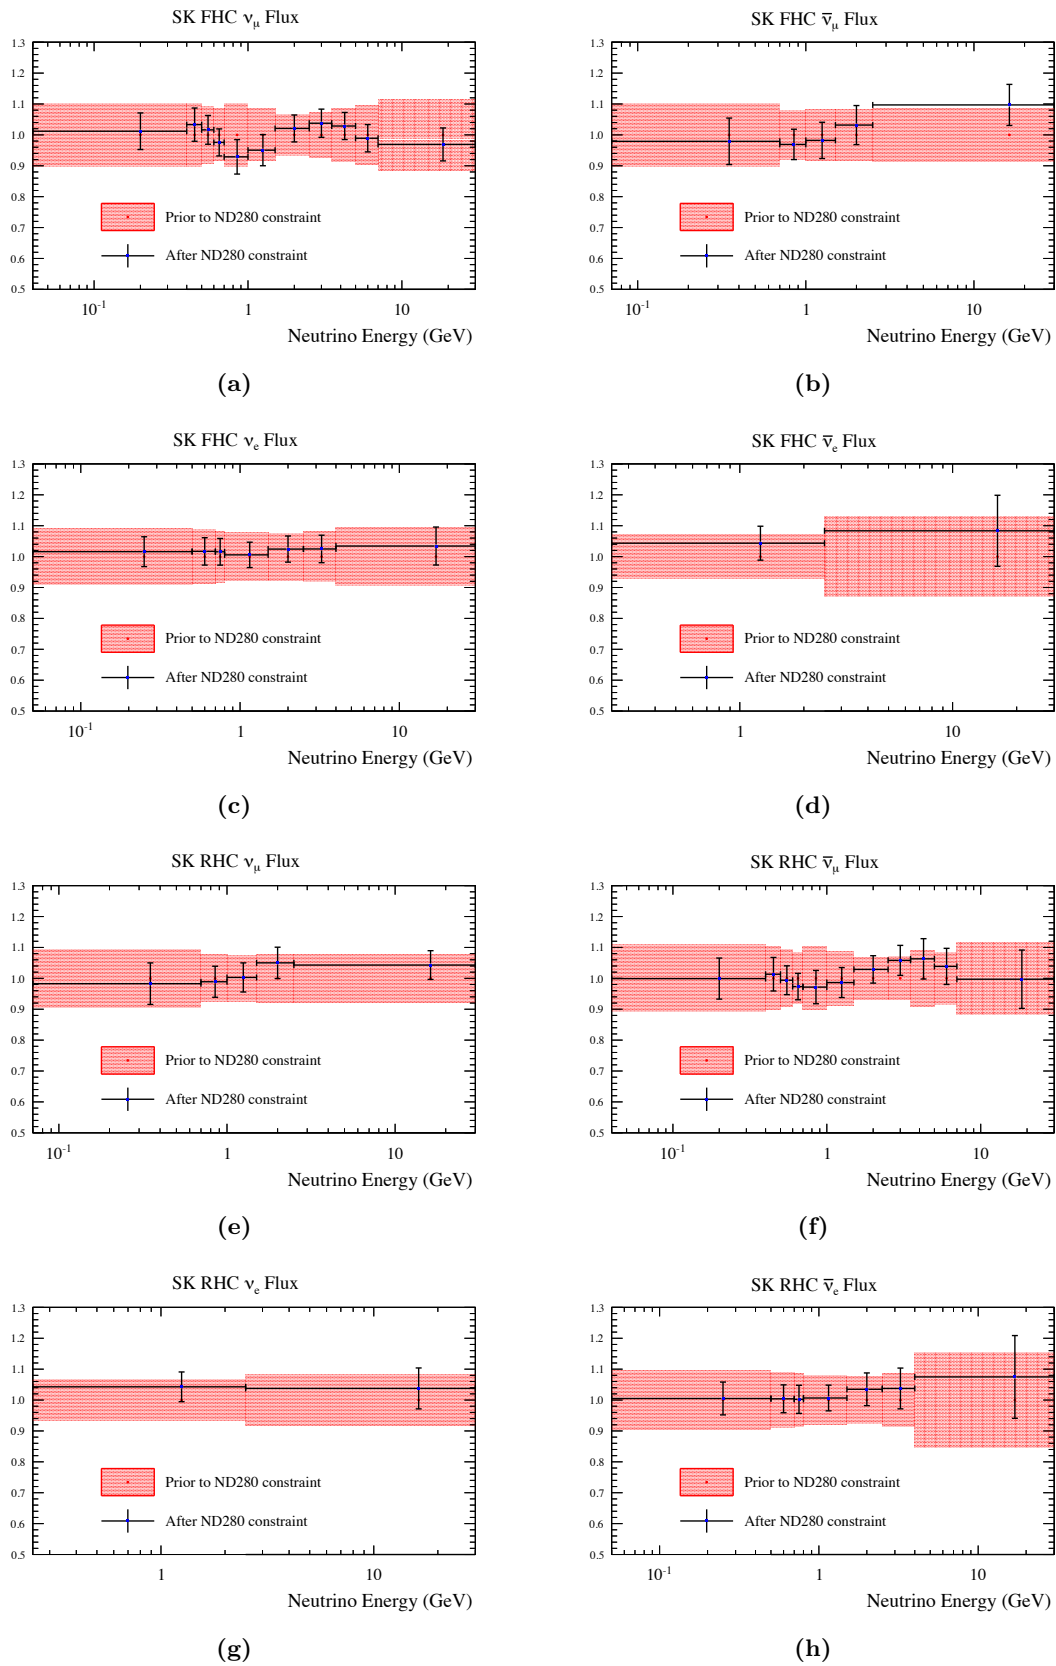 SK FHC νμ Flux
1.3
1.2
1.1
1.0
0.9
0.8
0.7
0.6
0.5
Prior to ND280 constraint
After ND280 constraint
10⁻¹ 1 10
Neutrino Energy (GeV)
(a)
SK FHC ν̅μ Flux
1.3
1.2
1.1
1.0
0.9
0.8
0.7
0.6
0.5
Prior to ND280 constraint
After ND280 constraint
10⁻¹ 1 10
Neutrino Energy (GeV)
(b)
SK FHC νe Flux
1.3
1.2
1.1
1.0
0.9
0.8
0.7
0.6
0.5
Prior to ND280 constraint
After ND280 constraint
10⁻¹ 1 10
Neutrino Energy (GeV)
(c)
SK FHC ν̅e Flux
1.3
1.2
1.1
1.0
0.9
0.8
0.7
0.6
0.5
Prior to ND280 constraint
After ND280 constraint
1 10
Neutrino Energy (GeV)
(d)
SK RHC νμ Flux
1.3
1.2
1.1
1.0
0.9
0.8
0.7
0.6
0.5
Prior to ND280 constraint
After ND280 constraint
10⁻¹ 1 10
Neutrino Energy (GeV)
(e)
SK RHC ν̅μ Flux
1.3
1.2
1.1
1.0
0.9
0.8
0.7
0.6
0.5
Prior to ND280 constraint
After ND280 constraint
10⁻¹ 1 10
Neutrino Energy (GeV)
(f)
SK RHC νe Flux
1.3
1.2
1.1
1.0
0.9
0.8
0.7
0.6
0.5
Prior to ND280 constraint
After ND280 constraint
1 10
Neutrino Energy (GeV)
(g)
SK RHC ν̅e Flux
1.3
1.2
1.1
1.0
0.9
0.8
0.7
0.6
0.5
Prior to ND280 constraint
After ND280 constraint
10⁻¹ 1 10
Neutrino Energy (GeV)
(h)